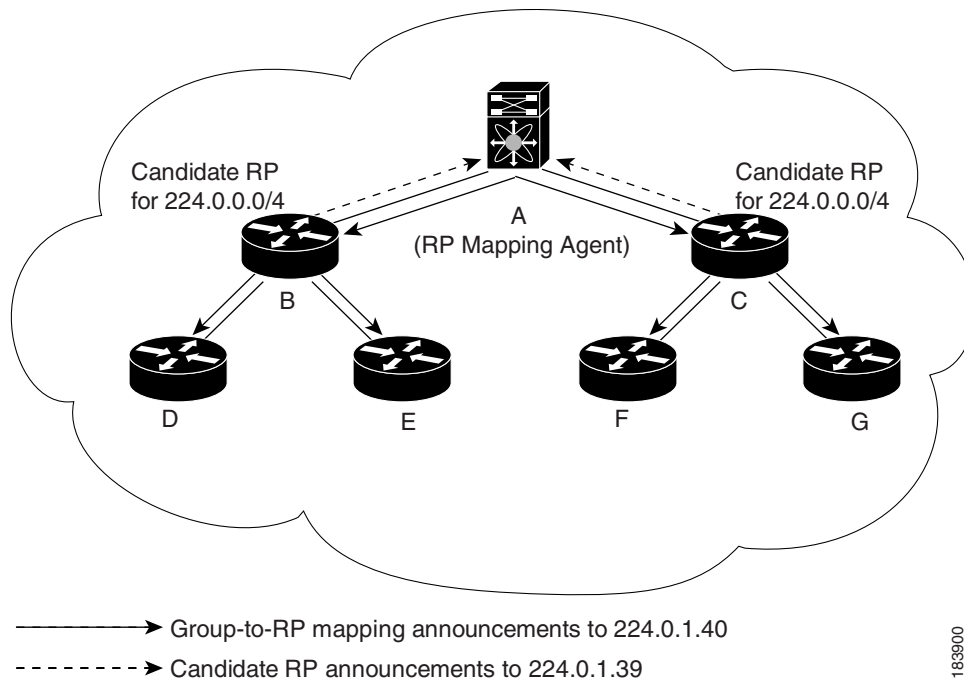 Candidate RP
for 224.0.0.0/4
Candidate RP
for 224.0.0.0/4
A
(RP Mapping Agent)
B
C
D
E
F
G
Group-to-RP mapping announcements to 224.0.1.40
Candidate RP announcements to 224.0.1.39
183900